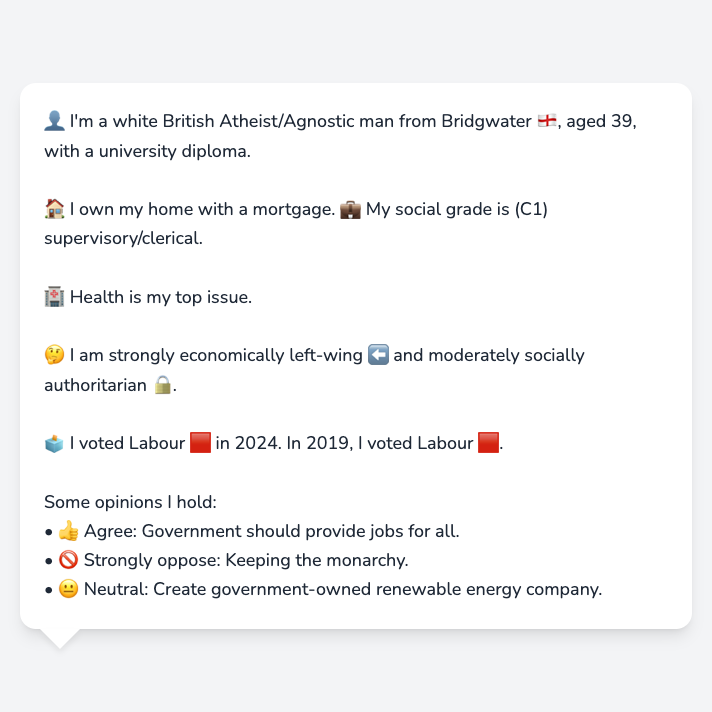 👤 I'm a white British Atheist/Agnostic man from Bridgwater 🏴󠁧󠁢󠁥󠁮󠁧󠁿, aged 39,
with a university diploma.
🏠 I own my home with a mortgage. 💼 My social grade is (C1)
supervisory/clerical.
🏥 Health is my top issue.
🤔 I am strongly economically left-wing ⬅️ and moderately socially
authoritarian 🔒.
🗳️ I voted Labour 🟥 in 2024. In 2019, I voted Labour 🟥.
Some opinions I hold:
• 👍 Agree: Government should provide jobs for all.
• 🚫 Strongly oppose: Keeping the monarchy.
• 😐 Neutral: Create government-owned renewable energy company.